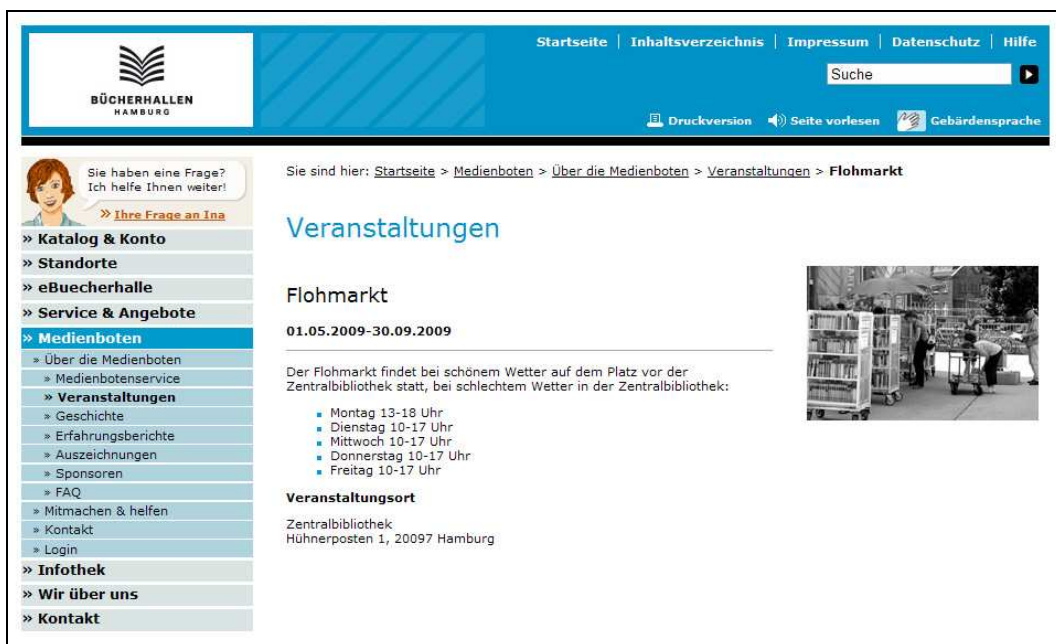 Startseite | Inhaltsverzeichnis | Impressum | Datenschutz | Hilfe
BÜCHERHALLEN
HAMBURG
Suche
Druckversion Seite vorlesen Gebärdensprache
Sie haben eine Frage?
Ich helfe Ihnen weiter!
» Ihre Frage an Ina
» Katalog & Konto
» Standorte
» eBuecherhalle
» Service & Angebote
» Medienboten
» Über die Medienboten
» Medienbotenservice
» Veranstaltungen
» Geschichte
» Erfahrungsberichte
» Auszeichnungen
» Sponsoren
» FAQ
» Mitmachen & helfen
» Kontakt
» Login
» Infothek
» Wir über uns
» Kontakt
Sie sind hier: Startseite > Medienboten > Über die Medienboten > Veranstaltungen > Flohmarkt
Veranstaltungen
Flohmarkt
01.05.2009-30.09.2009
Der Flohmarkt findet bei schönem Wetter auf dem Platz vor der
Zentralbibliothek statt, bei schlechtem Wetter in der Zentralbibliothek:
Montag 13-18 Uhr
Dienstag 10-17 Uhr
Mittwoch 10-17 Uhr
Donnerstag 10-17 Uhr
Freitag 10-17 Uhr
Veranstaltungsort
Zentralbibliothek
Hühnerposten 1, 20097 Hamburg